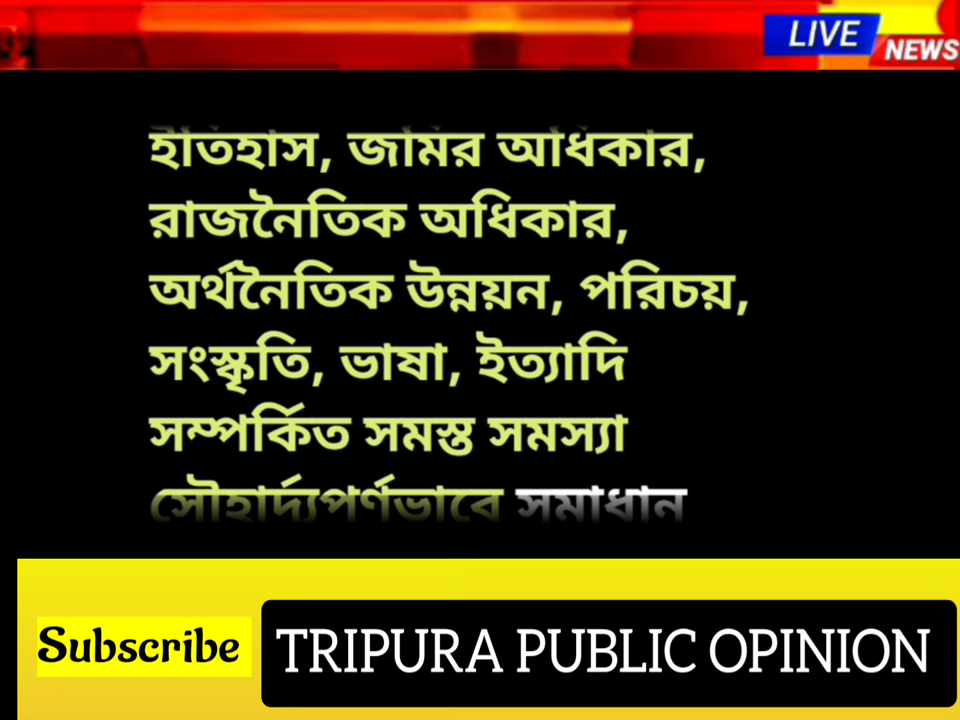 LIVE
NEWS
ইতিহাস, জমির অধিকার,
রাজনৈতিক অধিকার,
অর্থনৈতিক উন্নয়ন, পরিচয়,
সংস্কৃতি, ভাষা, ইত্যাদি
সম্পর্কিত সমস্ত সমস্যা
সৌহার্দ্যপূর্ণভাবে সমাধান
Subscribe
TRIPURA PUBLIC OPINION